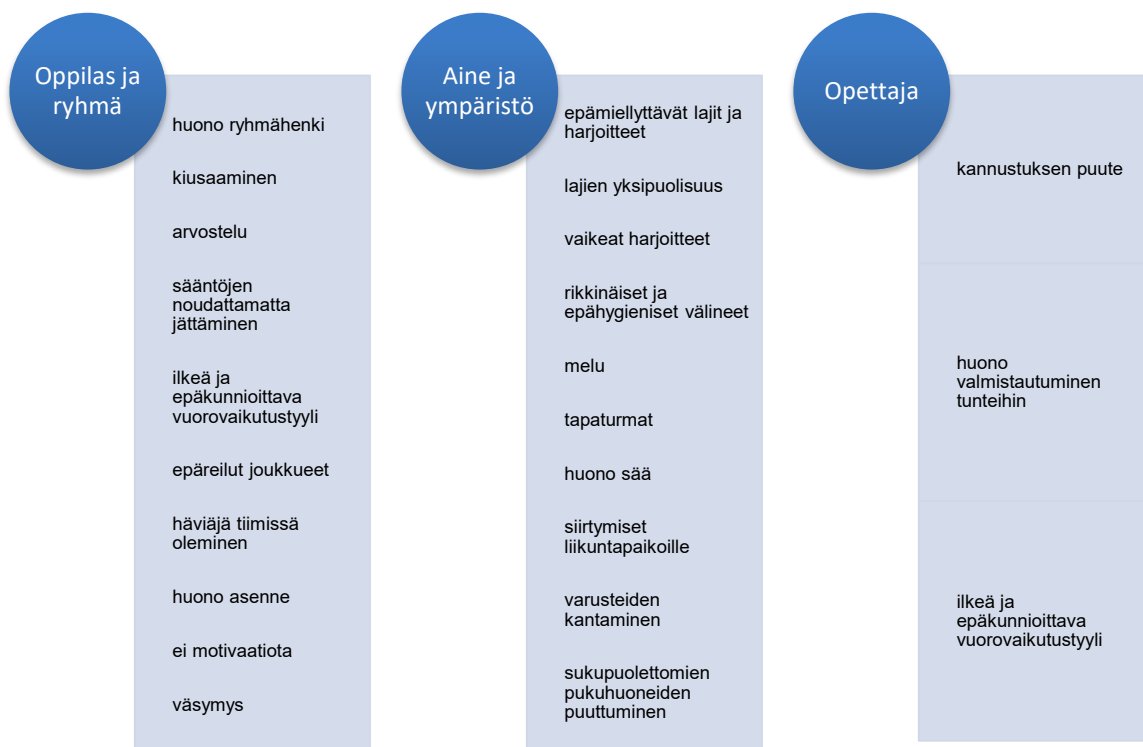 Oppilas ja
ryhmä
huono ryhmähenki
kiusaaminen
arvostelu
sääntöjen
noudattamatta
jättäminen
ilkeä ja
epäkunnioittava
vuorovaikutustyyli
epäreilut joukkueet
häviäjä tiimissä
oleminen
huono asenne
ei motivaatiota
väsymys
Aine ja
ympäristö
epämiellyttävät lajit ja
harjoitteet
lajien yksipuolisuus
vaikeat harjoitteet
rikkinäiset ja
epähygieniset välineet
melu
tapaturmat
huono sää
siirtymiset
liikuntapaikoille
varusteiden
kantaminen
sukupuolettomien
pukuhuoneiden
puuttuminen
Opettaja
kannustuksen puute
huono
valmistautuminen
tunteihin
ilkeä ja
epäkunnioittava
vuorovaikutustyyli